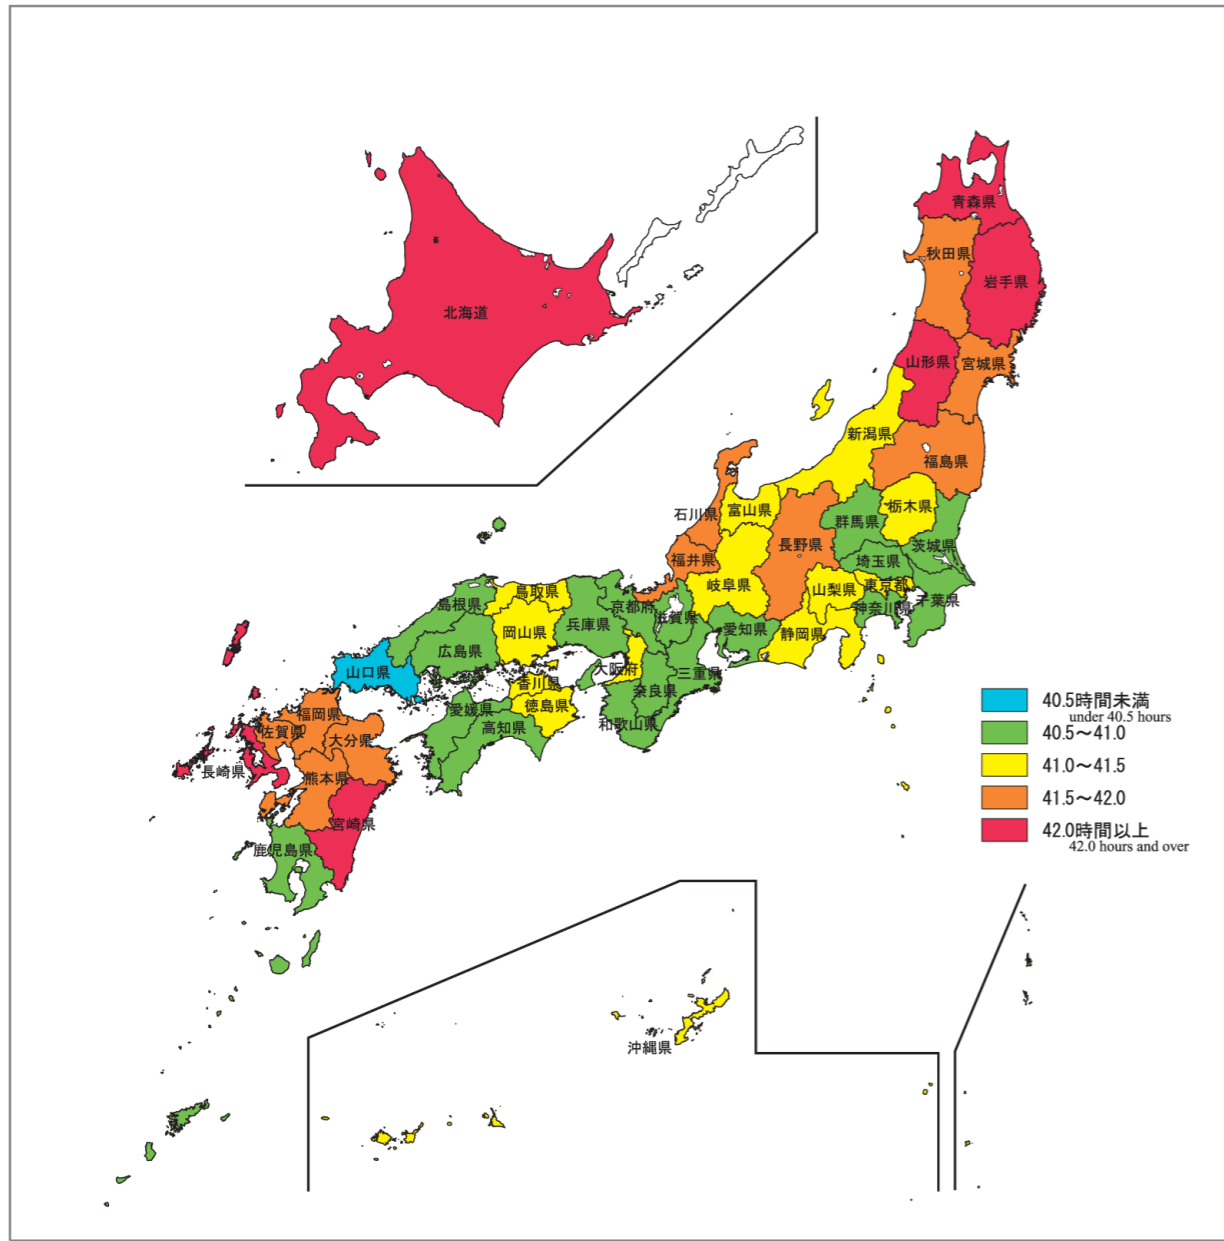 北海道
青森県
秋田県
岩手県
山形県
宮城県
新潟県
福島県
石川県
富山県
栃木県
群馬県
長野県
茨城県
福井県
埼玉県
岐阜県
山梨県
東京都
千葉県
神奈川県
静岡県
愛知県
滋賀県
京都府
兵庫県
鳥取県
島根県
岡山県
広島県
山口県
大阪府
三重県
奈良県
和歌山県
香川県
徳島県
愛媛県
高知県
福岡県
佐賀県
大分県
長崎県
熊本県
宮崎県
鹿児島県
沖縄県
40.5時間未満
under 40.5 hours
40.5～41.0
41.0～41.5
41.5～42.0
42.0時間以上
42.0 hours and over